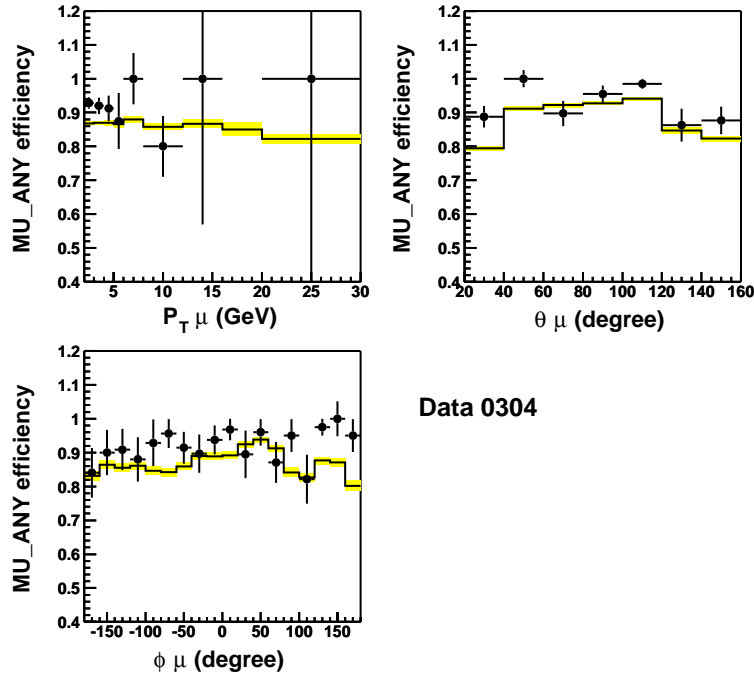 MU_ANY efficiency
1.2
1.1
1
0.9
0.8
0.7
0.6
0.5
0.4
5 10 15 20 25 30
P_T μ (GeV)
MU_ANY efficiency
1.2
1.1
1
0.9
0.8
0.7
0.6
0.5
0.4
20 40 60 80 100 120 140 160
θ μ (degree)
MU_ANY efficiency
1.2
1.1
1
0.9
0.8
0.7
0.6
0.5
0.4
-150 -100 -50 0 50 100 150
ϕ μ (degree)
Data 0304